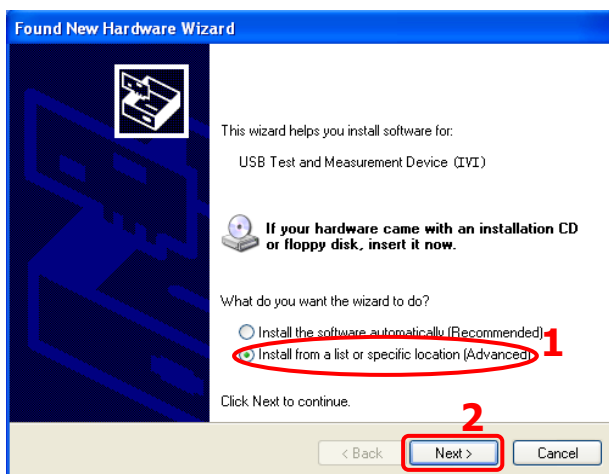 Found New Hardware Wizard
This wizard helps you install software for:
USB Test and Measurement Device (IVI)
If your hardware came with an installation CD
or floppy disk, insert it now.
What do you want the wizard to do?
Install the software automatically (Recommended)
Install from a list or specific location (Advanced)
1
Click Next to continue.
2
< Back
Next >
Cancel